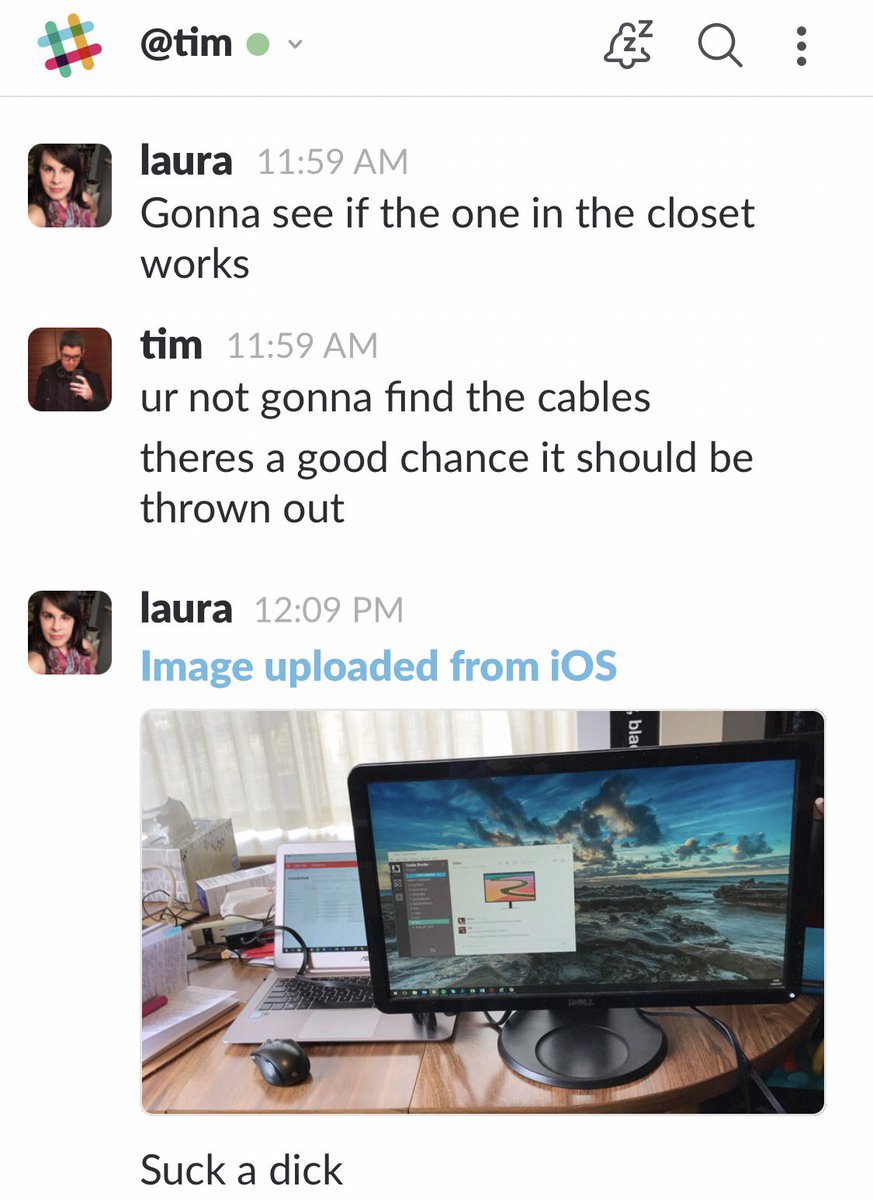 @tim
laura 11:59 AM
Gonna see if the one in the closet
works
tim 11:59 AM
ur not gonna find the cables
theres a good chance it should be
thrown out
laura 12:09 PM
Image uploaded from iOS
DELL
Suck a dick